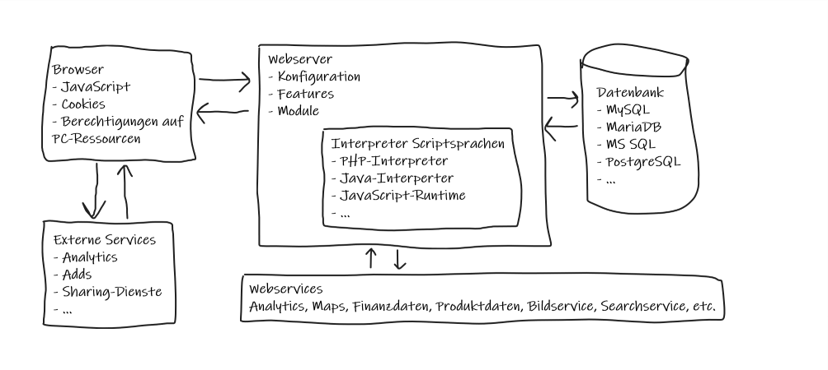 Browser
- JavaScript
- Cookies
- Berechtigungen auf
PC-Ressourcen
Webserver
- Konfiguration
- Features
- Module
Interpreter Scriptsprachen
- PHP-Interpreter
- Java-Interperter
- JavaScript-Runtime
- ...
Datenbank
- MySQL
- MariaDB
- MS SQL
- PostgreSQL
- ...
Externe Services
- Analytics
- Adds
- Sharing-Dienste
- ...
Webservices
Analytics, Maps, Finanzdaten, Produktdaten, Bildservice, Searchservice, etc.